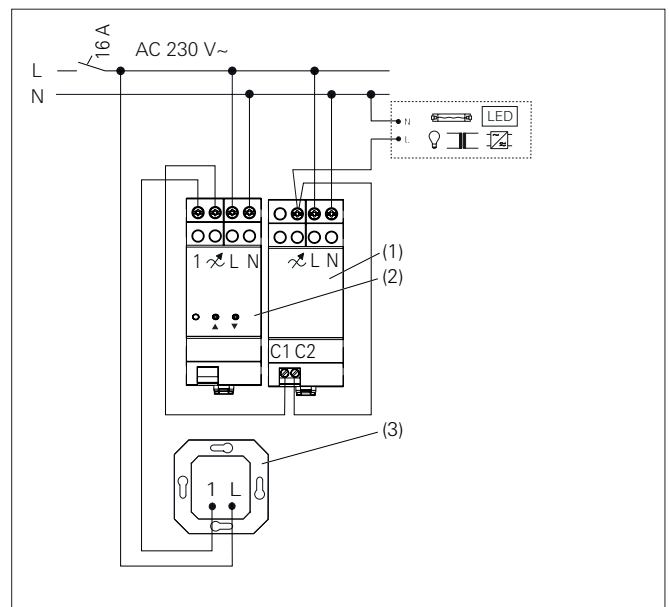 16 A
AC 230 V~
L
N
N
LED
L
1 L N
L N
(1)
(2)
C1 C2
(3)
1 L